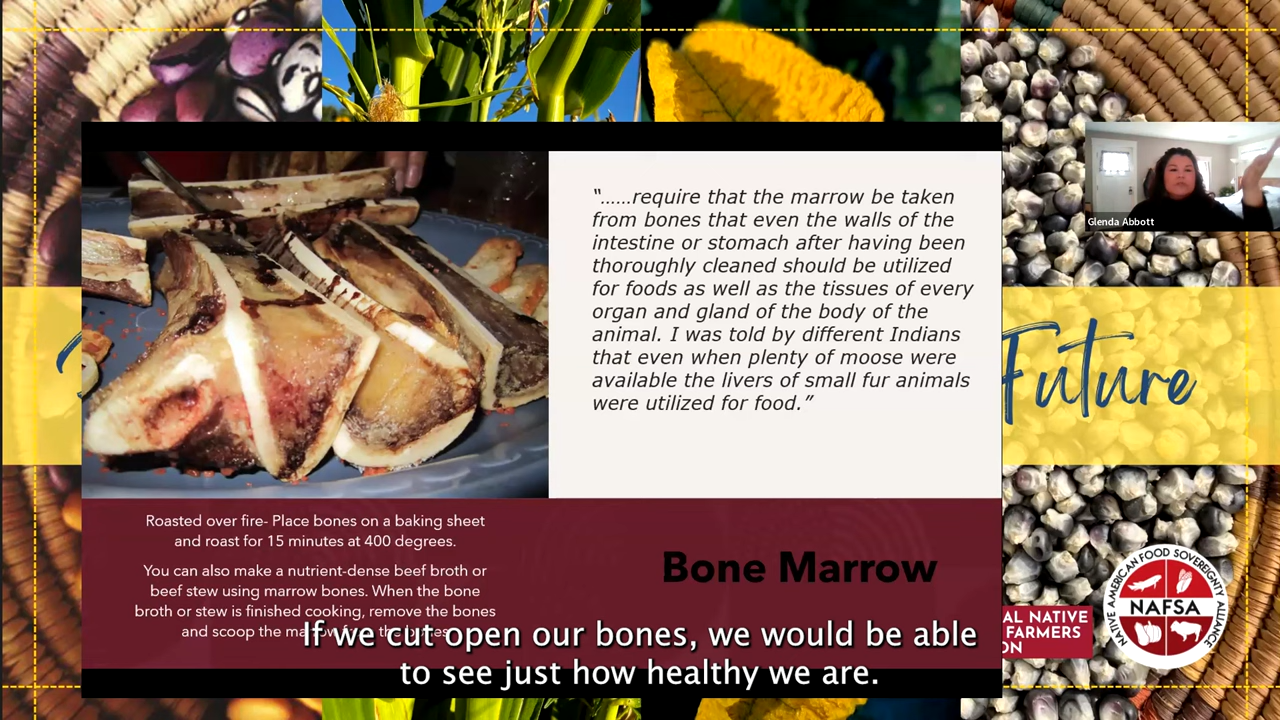 Glenda Abbott
“......require that the marrow be taken
from bones that even the walls of the
intestine or stomach after having been
thoroughly cleaned should be utilized
for foods as well as the tissues of every
organ and gland of the body of the
animal. I was told by different Indians
that even when plenty of moose were
available the livers of small fur animals
were utilized for food.”
Future
Roasted over fire- Place bones on a baking sheet
and roast for 15 minutes at 400 degrees.
You can also make a nutrient-dense beef broth or
beef stew using marrow bones. When the bone
broth or stew is finished cooking, remove the bones
and scoop the
Bone Marrow
If we cut open our bones, we would be able
to see just how healthy we are.
NATIVE
FARMERS
NATIVE AMERICAN FOOD SOVEREIGNTY ALLIANCE
NAFSA